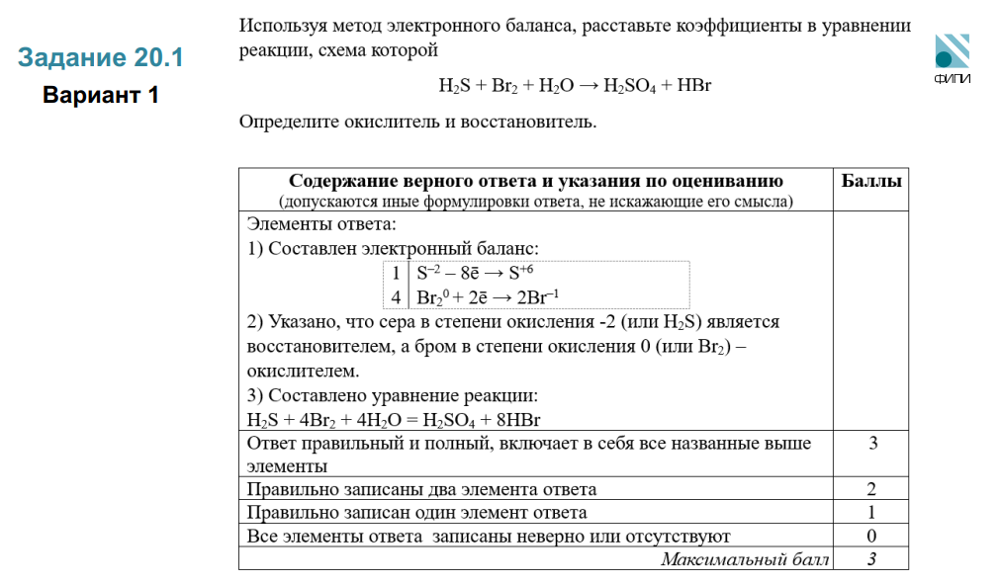 Задание 20.1
Вариант 1
Используя метод электронного баланса, расставьте коэффициенты в уравнении
реакции, схема которой
H₂S + Br₂ + H₂O → H₂SO₄ + HBr
Определите окислитель и восстановитель.
ФИПИ
Содержание верного ответа и указания по оцениванию
(допускаются иные формулировки ответа, не искажающие его смысла)
Баллы
Элементы ответа:
1) Составлен электронный баланс:
1 | S⁻² – 8ē → S⁺⁶
4 | Br₂⁰ + 2ē → 2Br⁻¹
2) Указано, что сера в степени окисления -2 (или H₂S) является
восстановителем, а бром в степени окисления 0 (или Br₂) –
окислителем.
3) Составлено уравнение реакции:
H₂S + 4Br₂ + 4H₂O = H₂SO₄ + 8HBr
Ответ правильный и полный, включает в себя все названные выше 3
элементы
Правильно записаны два элемента ответа 2
Правильно записан один элемент ответа 1
Все элементы ответа записаны неверно или отсутствуют 0
Максимальный балл 3